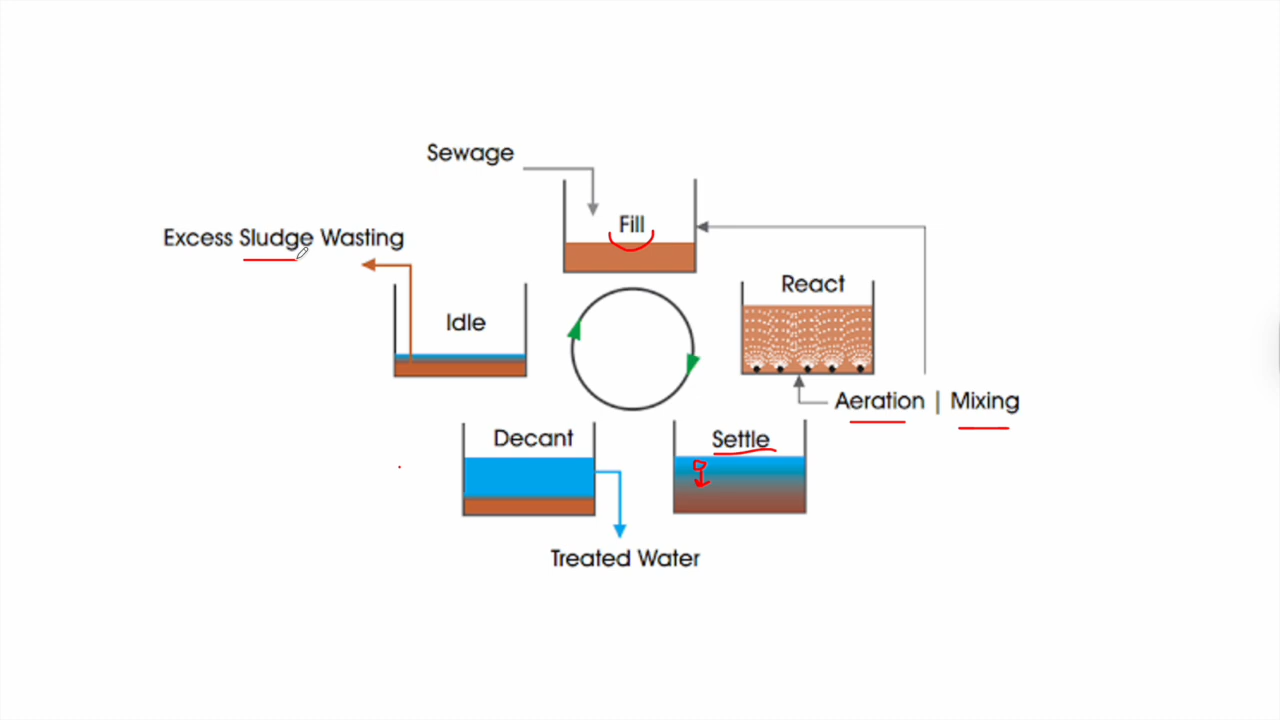 Sewage
Fill
Excess Sludge Wasting
React
Idle
Aeration | Mixing
Decant
Settle
Treated Water